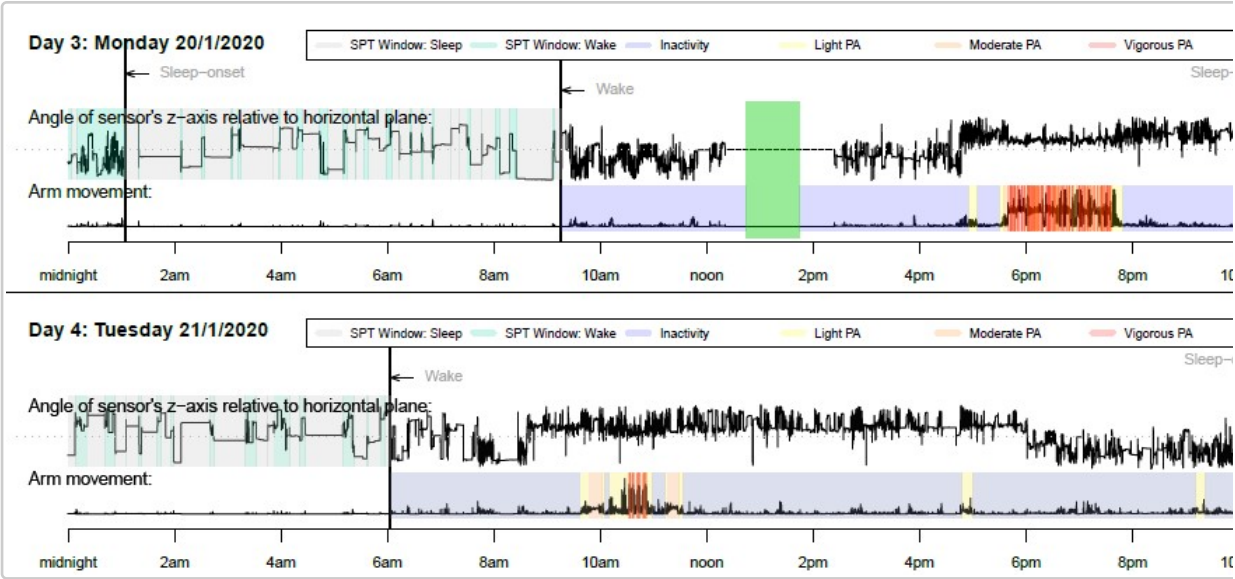 Day 3: Monday 20/1/2020
SPT Window: Sleep SPT Window: Wake Inactivity Light PA Moderate PA Vigorous PA
Sleep−onset
Sleep−
Wake
Angle of sensor's z−axis relative to horizontal plane:
Arm movement:
midnight 2am 4am 6am 8am 10am noon 2pm 4pm 6pm 8pm 10
Day 4: Tuesday 21/1/2020
SPT Window: Sleep SPT Window: Wake Inactivity Light PA Moderate PA Vigorous PA
Sleep−
Wake
Angle of sensor's z−axis relative to horizontal plane:
Arm movement:
midnight 2am 4am 6am 8am 10am noon 2pm 4pm 6pm 8pm 10